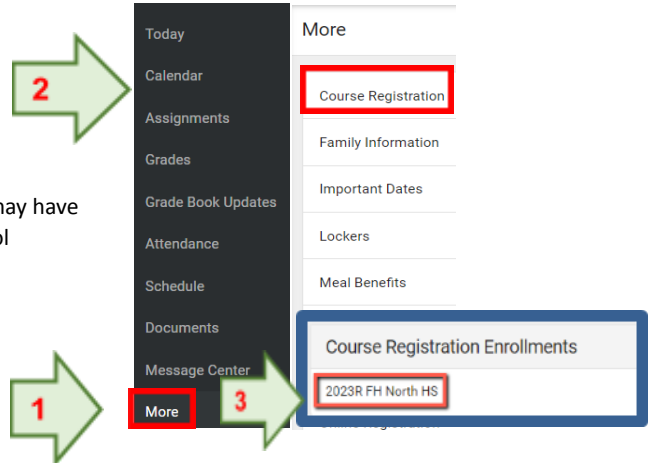 2
may have
ol
1
Today
Calendar
Assignments
Grades
Grade Book Updates
Attendance
Schedule
Documents
Message Center
More
More
Course Registration
Family Information
Important Dates
Lockers
Meal Benefits
3
Course Registration Enrollments
2023R FH North HS